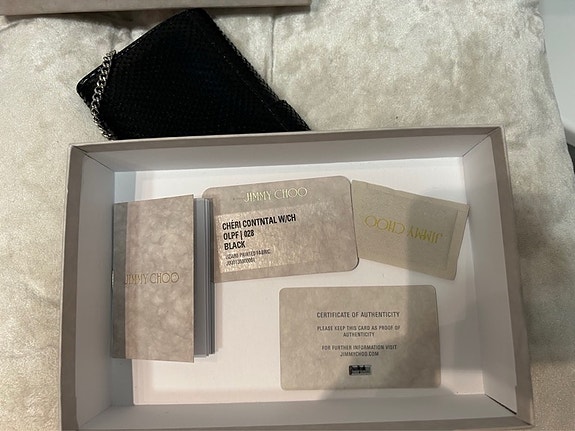 JIMMY CHOO
JIMMY CHOO
CHERI CONTNTAL W/CH
OLPF | 028
BLACK
JIMMY CHOO
CERTIFICATE OF AUTHENTICITY
PLEASE KEEP THIS CARD AS PROOF OF
AUTHENTICITY
FOR FURTHER INFORMATION VISIT
JIMMYCHOO.COM